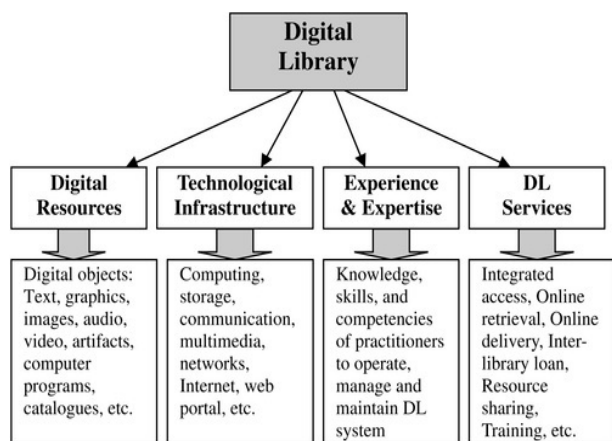 Digital
Library
Digital
Resources
Technological
Infrastructure
Experience
& Expertise
DL
Services
Digital objects:
Text, graphics,
images, audio,
video, artifacts,
computer
programs,
catalogues, etc.
Computing,
storage,
communication,
multimedia,
networks,
Internet, web
portal, etc.
Knowledge,
skills, and
competencies
of practitioners
to operate,
manage and
maintain DL
system
Integrated
access, Online
retrieval, Online
delivery, Inter-
library loan,
Resource
sharing,
Training, etc.